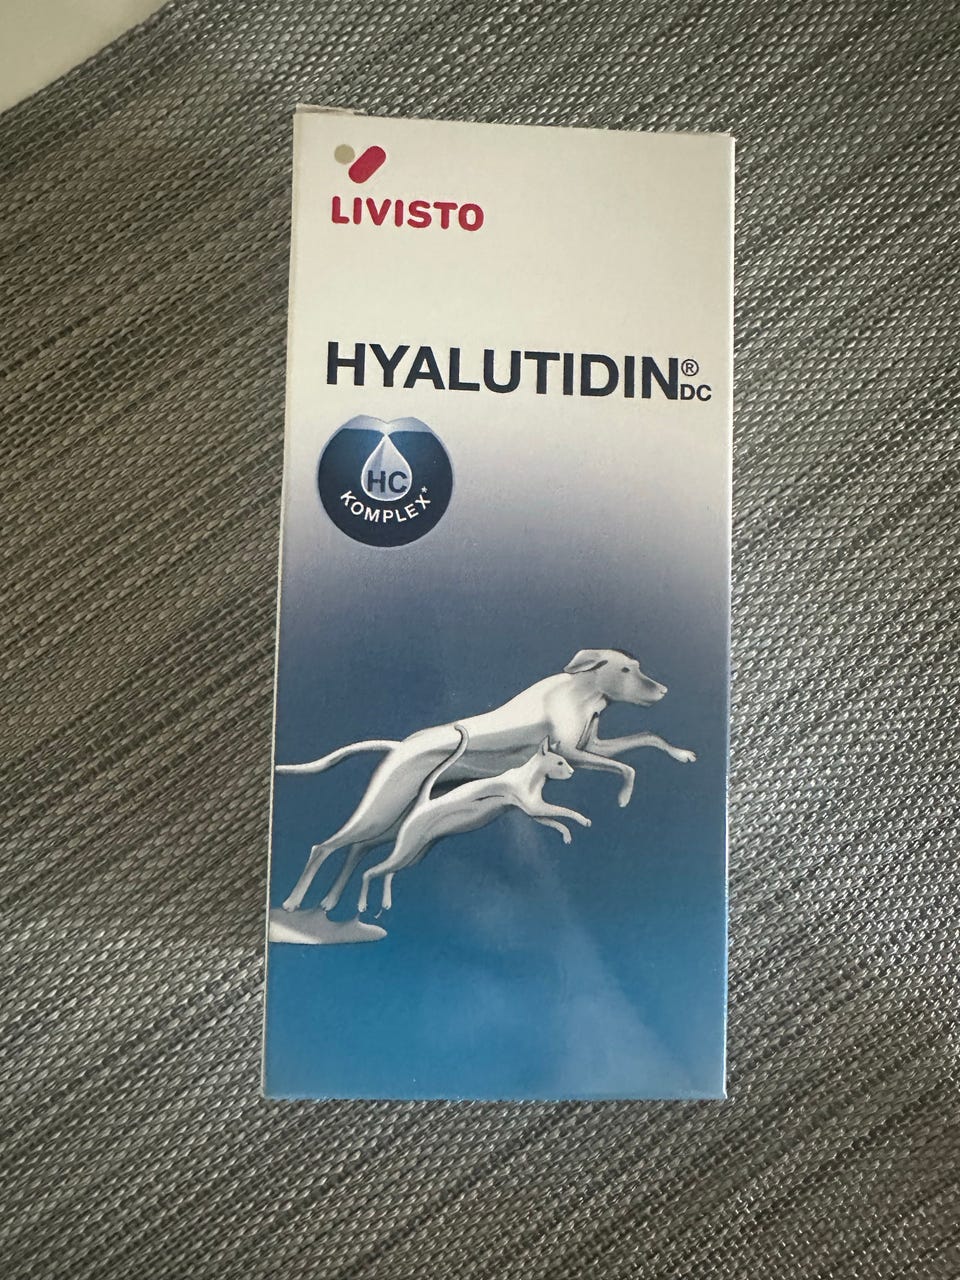 LIVISTO
HYALUTIDIN®
DC
HC
KOMPLEX*